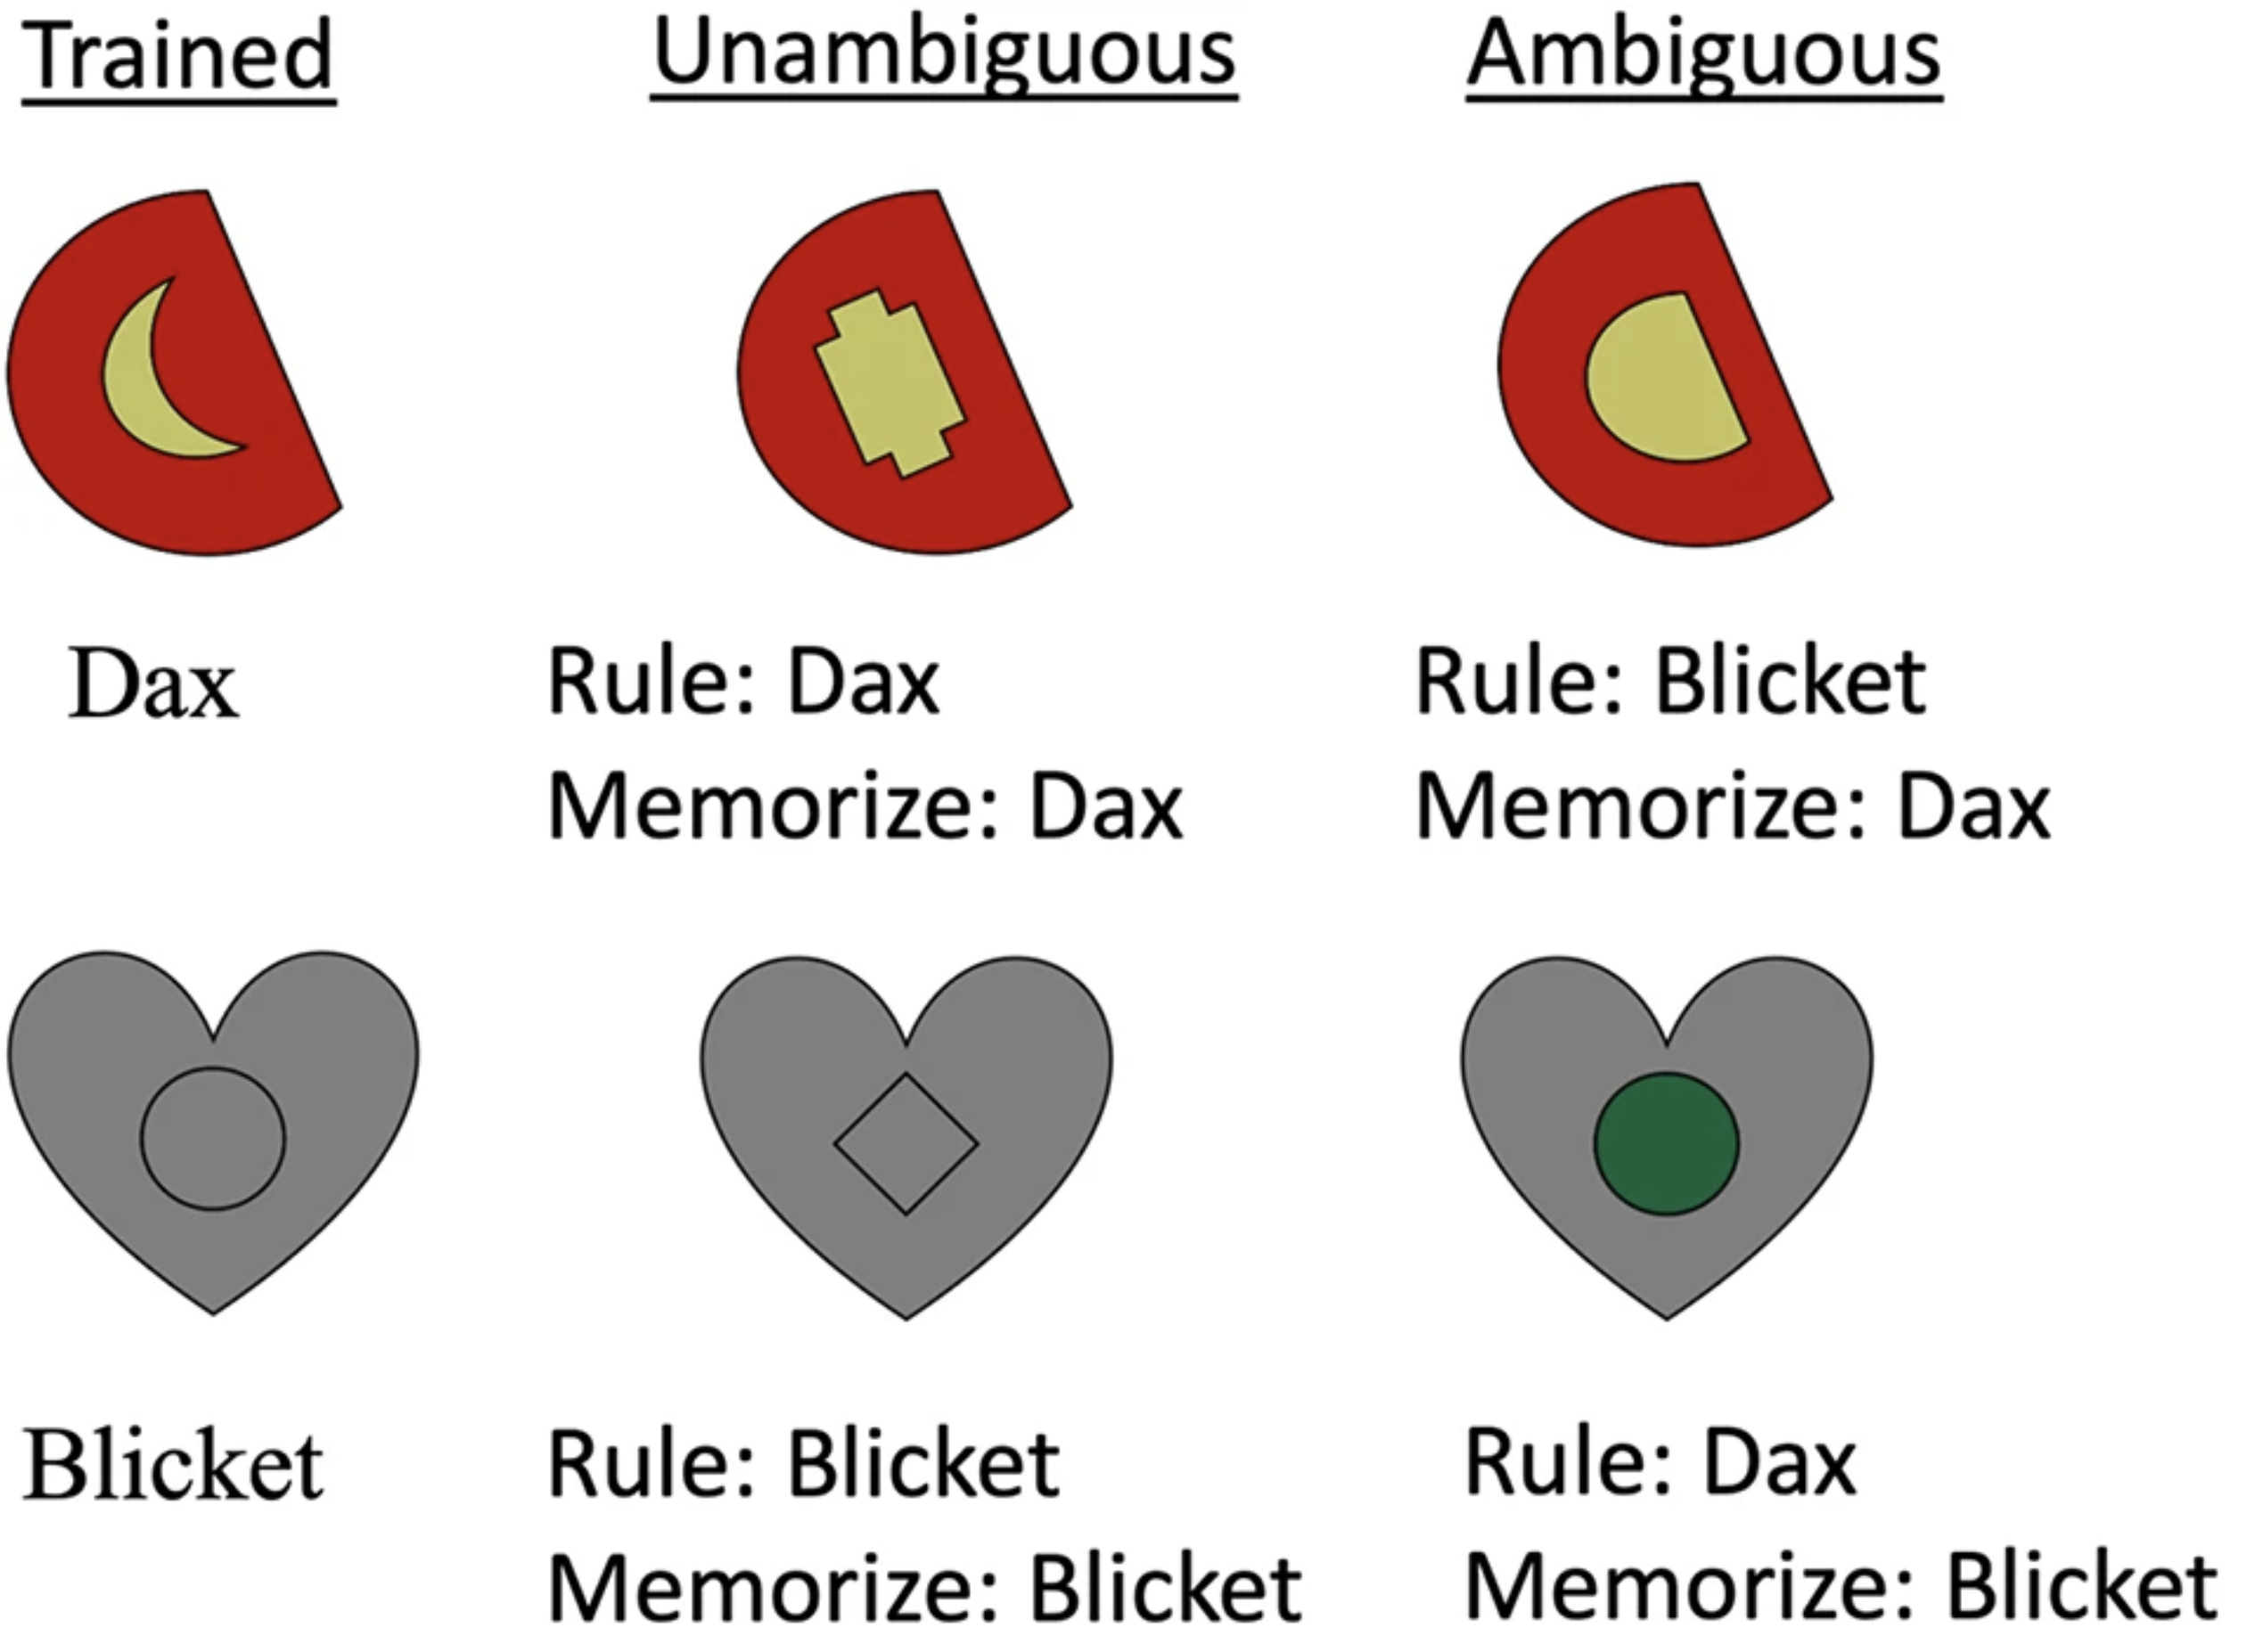 Trained
Unambiguous
Ambiguous
Dax
Rule: Dax
Memorize: Dax
Rule: Blicket
Memorize: Dax
Blicket
Rule: Blicket
Memorize: Blicket
Rule: Dax
Memorize: Blicket